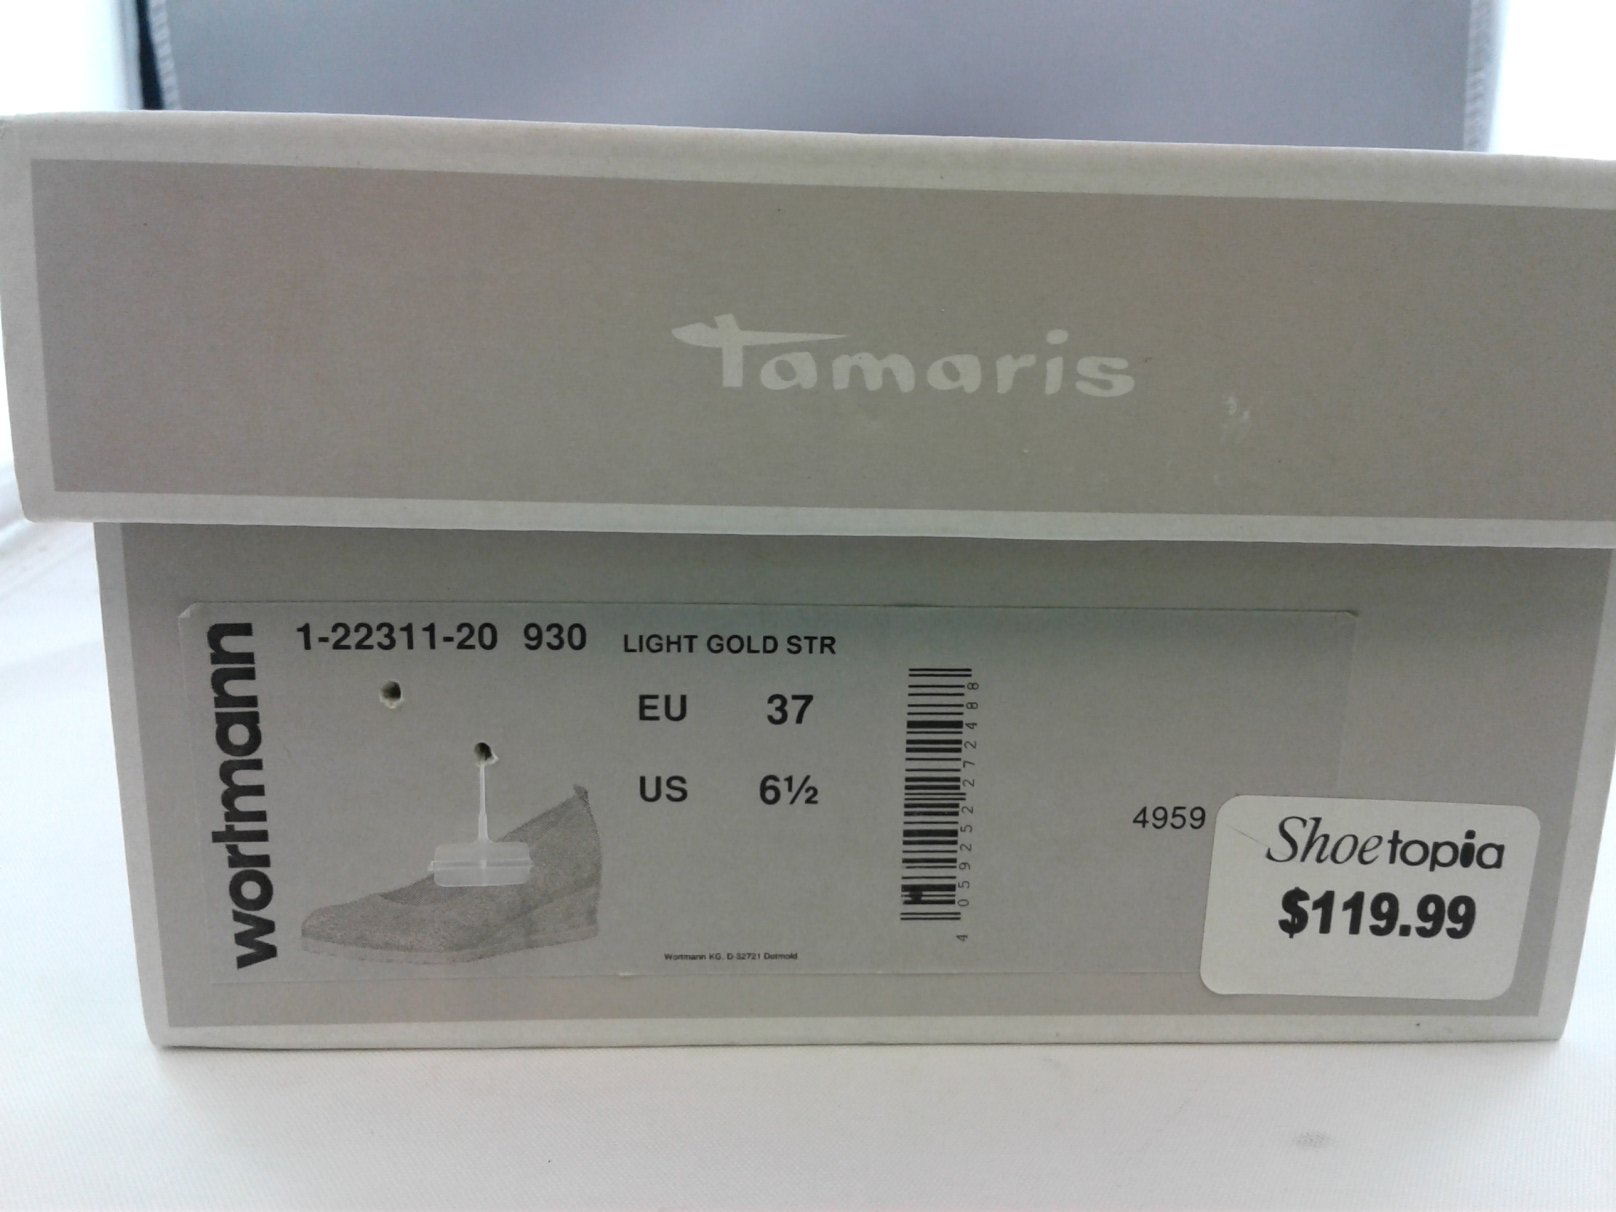 Tamaris
wortmann
1-22311-20 930 LIGHT GOLD STR
EU 37
US 6½
4 059252 272488
4959
Wortmann KG, D-32721 Detmold
Shoetopia
$119.99